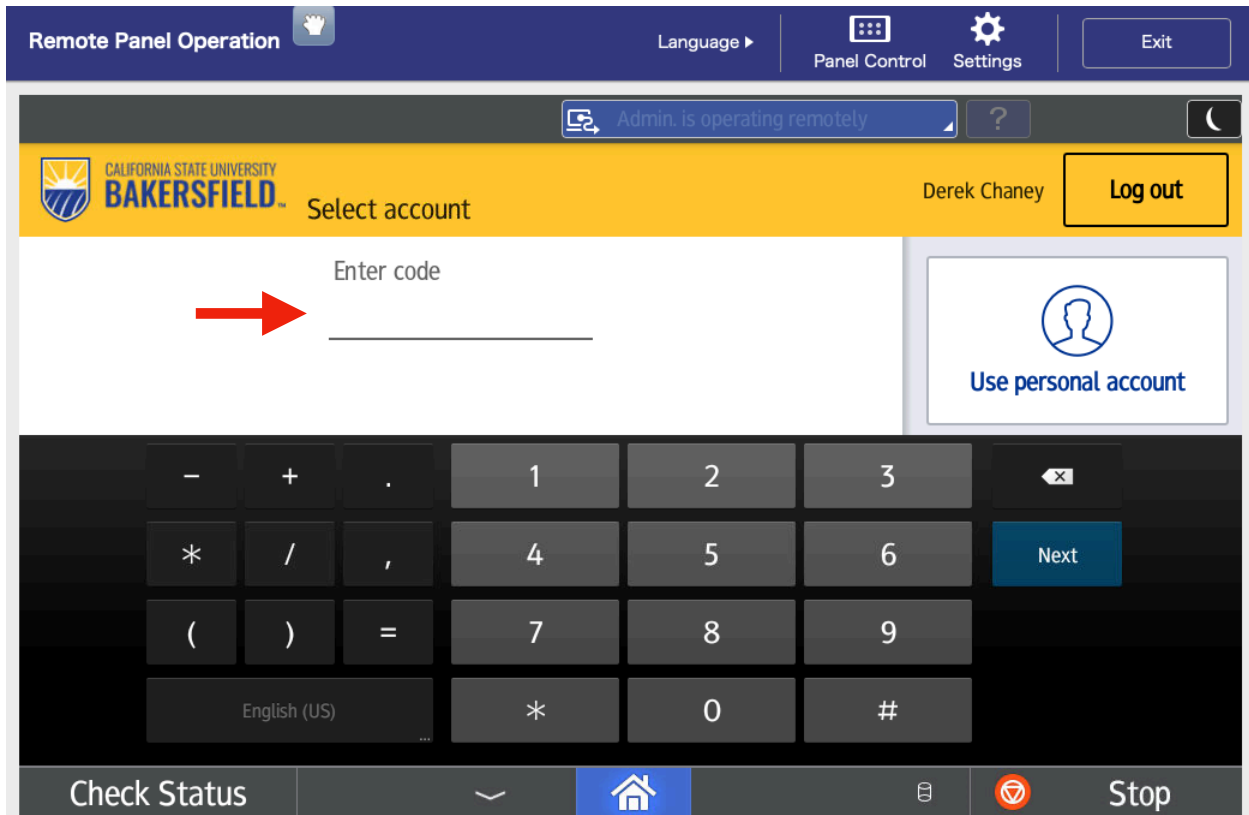 Remote Panel Operation
Language
Panel Control
Settings
Exit
Admin. is operating remotely
?
CALIFORNIA STATE UNIVERSITY
BAKERSFIELD™
Select account
Derek Chaney
Log out
Enter code
Use personal account
- + . 1 2 3
* / , 4 5 6 Next
( ) = 7 8 9
English (US) ... * 0 #
Check Status
Stop